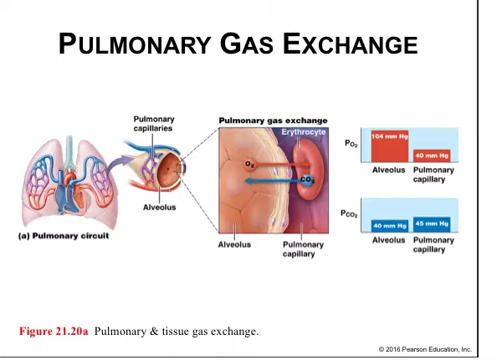 PULMONARY GAS EXCHANGE
Pulmonary
capillaries
Alveolus
(a) Pulmonary circuit
Pulmonary gas exchange
Erythrocyte
O2
CO2
Alveolus
Pulmonary
capillary
PO2
104 mm Hg
40 mm Hg
Alveolus
Pulmonary
capillary
PCO2
40 mm Hg
45 mm Hg
Alveolus
Pulmonary
capillary
Figure 21.20a Pulmonary & tissue gas exchange.
© 2016 Pearson Education, Inc.